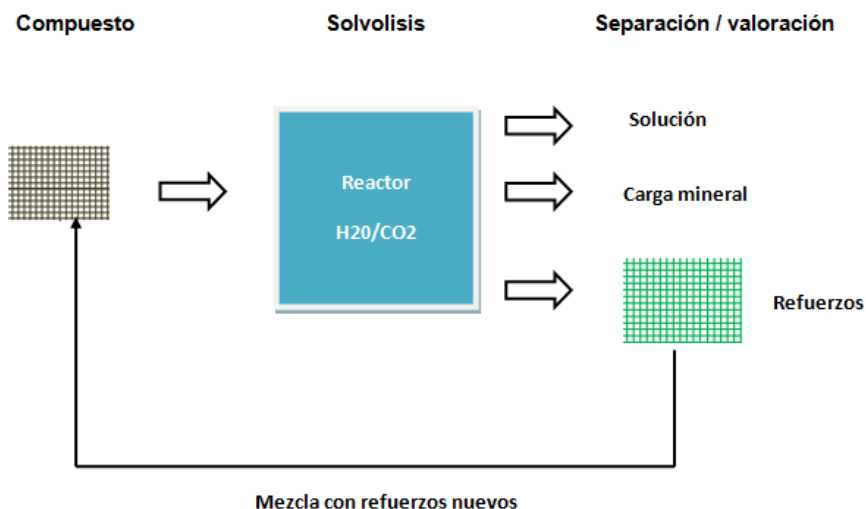 Compuesto
Solvolisis
Separación / valoración
Solución
Reactor
H20/CO2
Carga mineral
Refuerzos
Mezcla con refuerzos nuevos